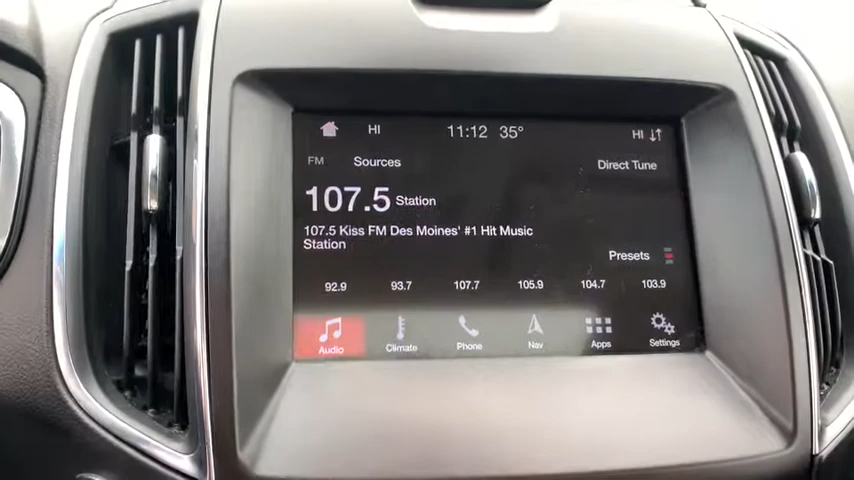 HI 11:12 35° HI
FM Sources Direct Tune
107.5 Station
107.5 Kiss FM Des Moines' #1 Hit Music
Station
Presets
92.9 93.7 107.7 105.9 104.7 103.9
Audio Climate Phone Nav Apps Settings